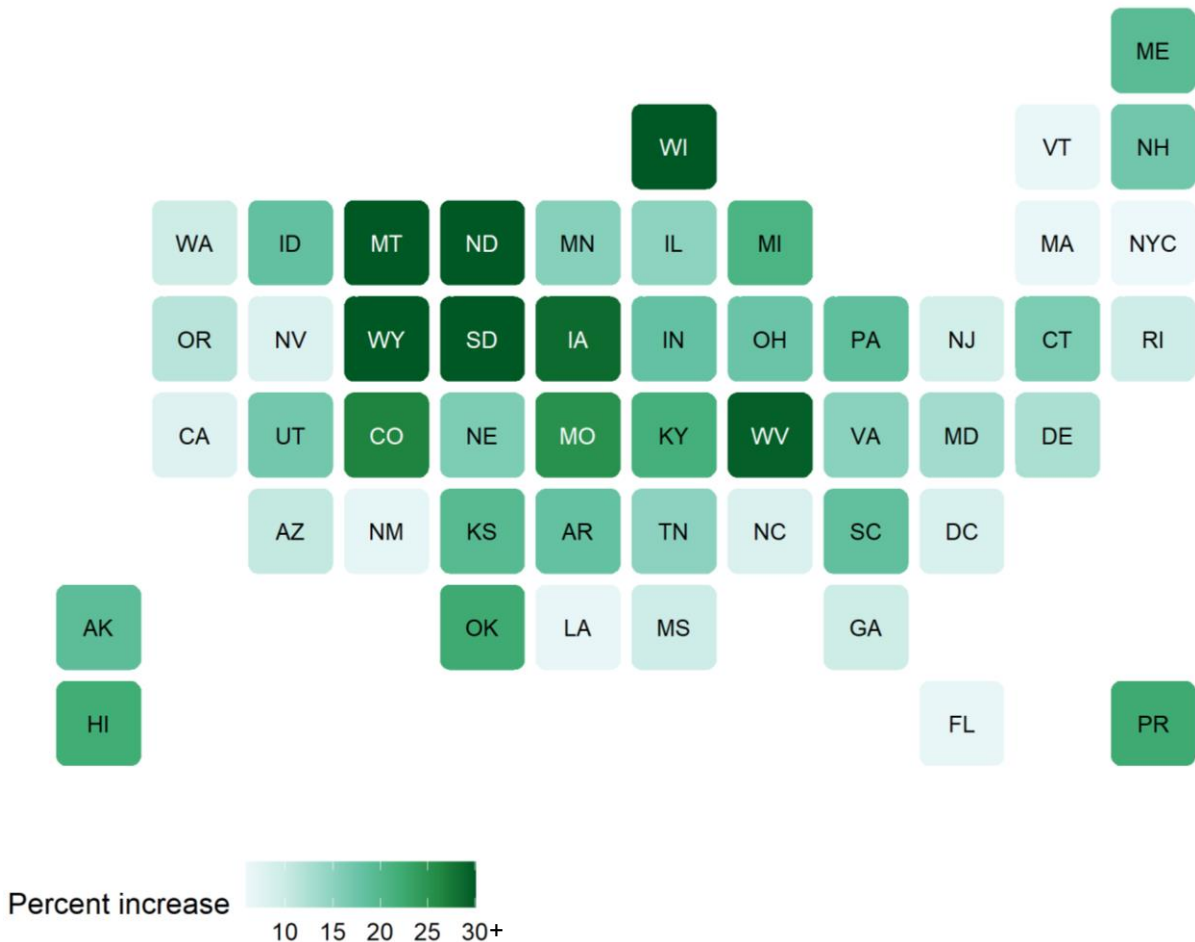 ME
WI VT NH
WA ID MT ND MN IL MI MA NYC
OR NV WY SD IA IN OH PA NJ CT RI
CA UT CO NE MO KY WV VA MD DE
AZ NM KS AR TN NC SC DC
AK OK LA MS GA
HI FL PR
Percent increase
10 15 20 25 30+